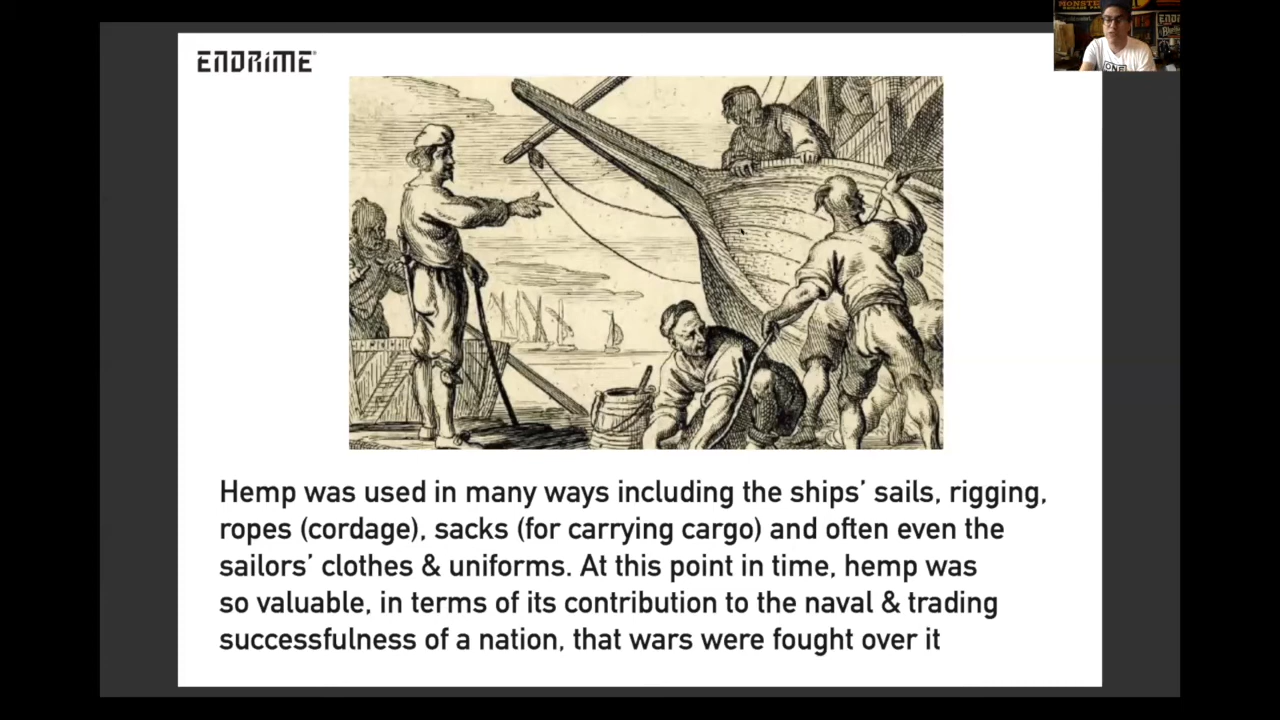 ENDRIME®
MONSTER
ONE
Hemp was used in many ways including the ships' sails, rigging,
ropes (cordage), sacks (for carrying cargo) and often even the
sailors' clothes & uniforms. At this point in time, hemp was
so valuable, in terms of its contribution to the naval & trading
successfulness of a nation, that wars were fought over it